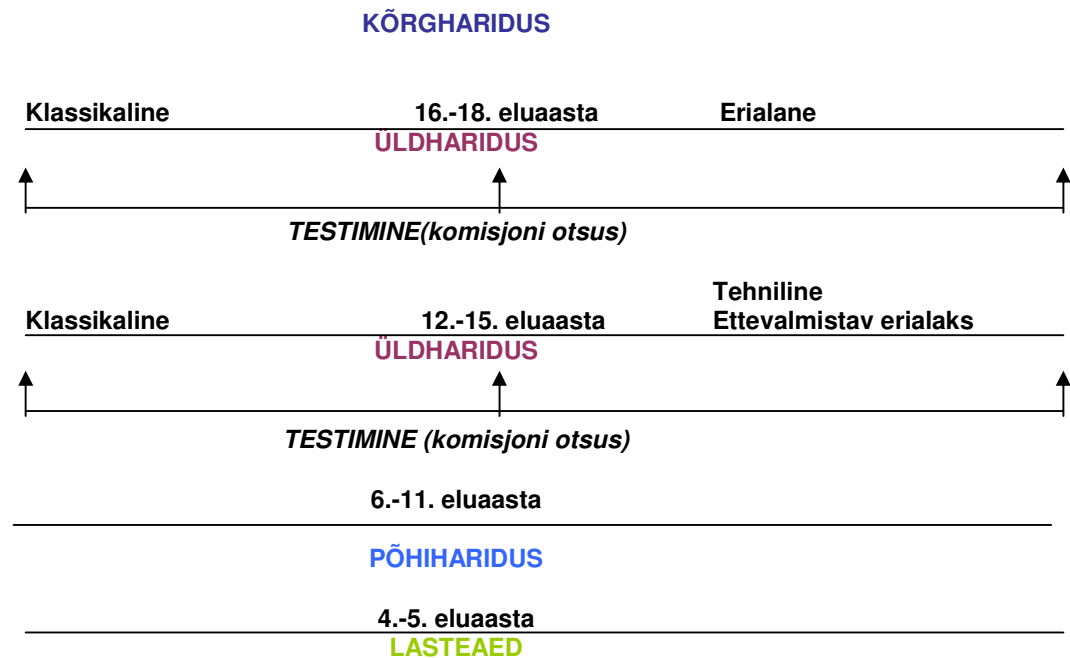 KÕRGHARIDUS
Klassikaline 16.-18. eluaasta Erialane
ÜLDHARIDUS
TESTIMINE(komisjoni otsus)
Tehniline
Klassikaline 12.-15. eluaasta Ettevalmistav erialaks
ÜLDHARIDUS
TESTIMINE (komisjoni otsus)
6.-11. eluaasta
PÕHIHARIDUS
4.-5. eluaasta
LASTEAED